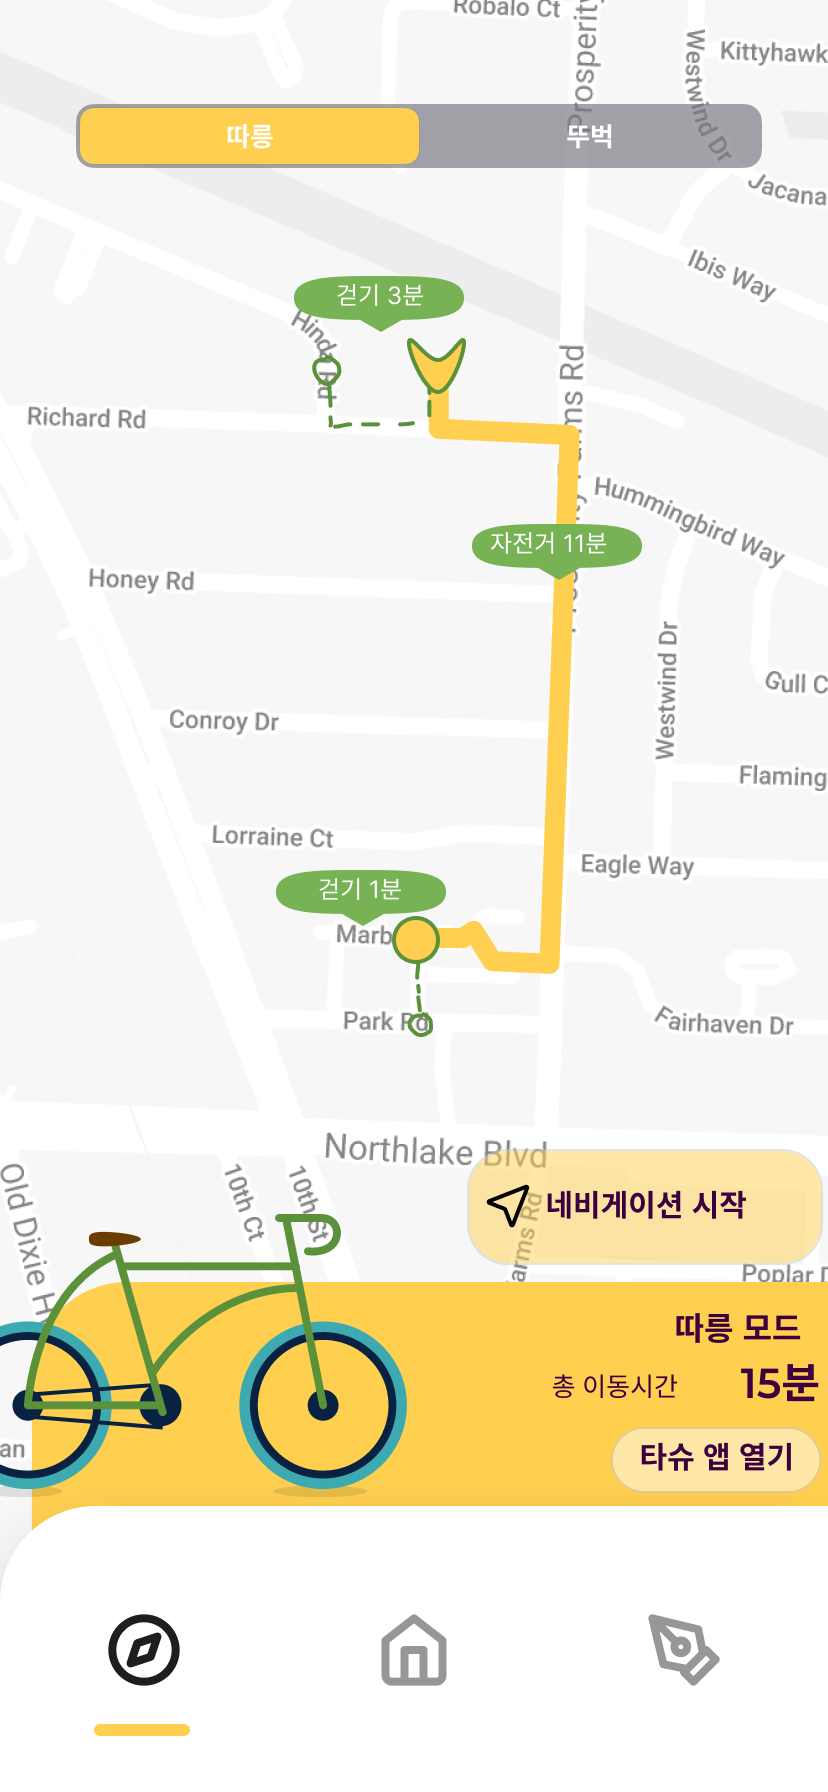 Robalo Ct
Prosperity
Westwind Dr
Kittyhawk
따릉
뚜벅
Jacana
Ibis Way
걷기 3분
Hinda Rd
Richard Rd
Hummingbird Way
자전거 11분
Honey Rd
Westwind Dr
Gull C
Conroy Dr
Flaming
Lorraine Ct
Eagle Way
걷기 1분
Marb
Park Rd
Fairhaven Dr
Northlake Blvd
Old Dixie H
10th Ct
10th St
네비게이션 시작
arms Rd
Poplar D
따릉 모드
총 이동시간 15분
an
타슈 앱 열기